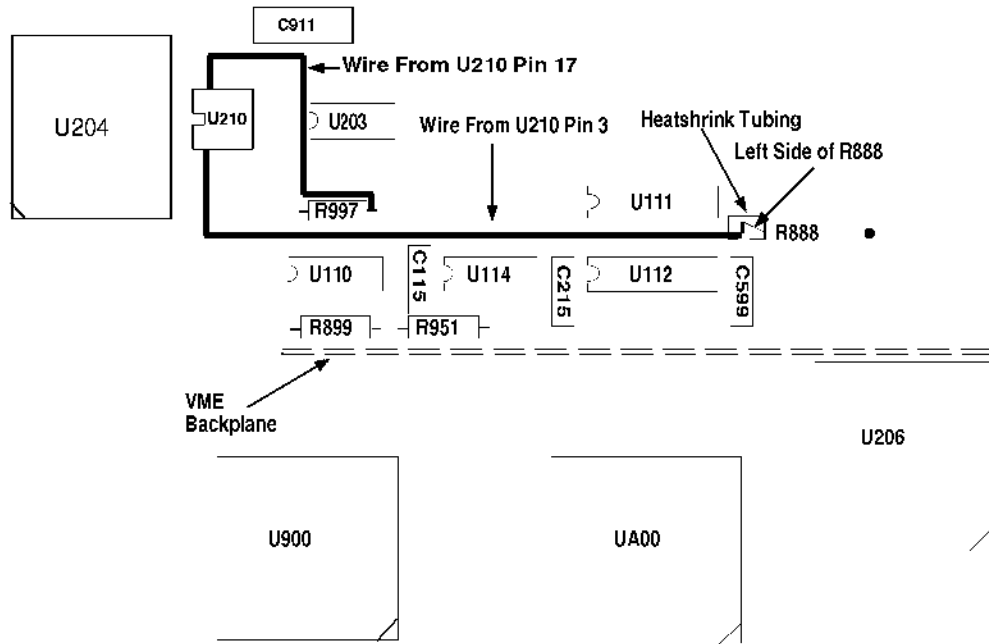 C911
Wire From U210 Pin 17
U204
U210
U203
Wire From U210 Pin 3
Heatshrink Tubing
Left Side of R888
R997
U111
R888
U110
C115
U114
C215
U112
C599
R899
R951
VME
Backplane
U206
U900
UA00